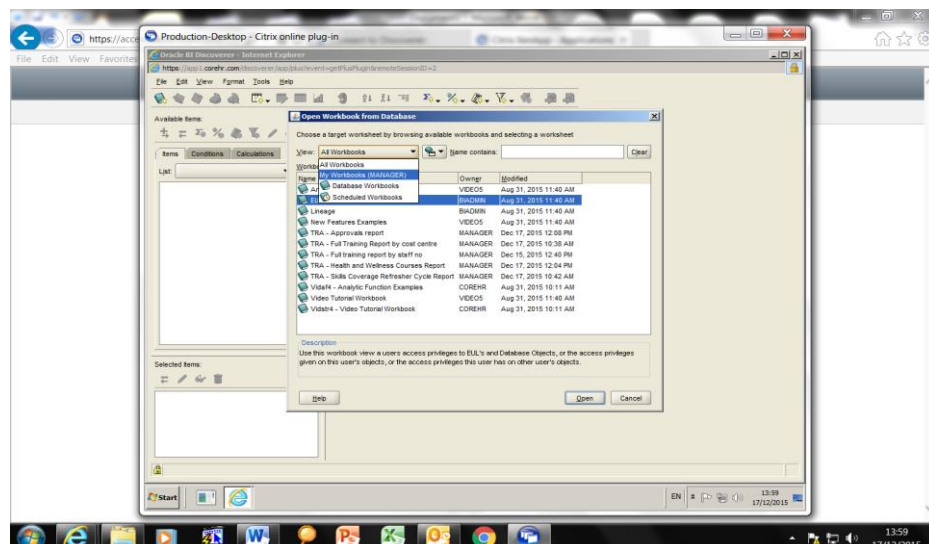 https://acce
File Edit View Favorites
Production-Desktop - Citrix online plug-in
Oracle BI Discoverer - Internet Explorer
File Edit View Format Tools Help
Available Items:
Items Conditions Calculations
List:
Open Workbook from Database
Choose a target worksheet by browsing available workbooks and selecting a worksheet
View: All Workbooks Name contains: Clear
All Workbooks
My Workbooks (MANAGER)
Database Workbooks
Scheduled Workbooks
Workbo
Name Owner Modified
An VIDEO5 Aug 31, 2015 11:40 AM
EU BIADMIN Aug 31, 2015 11:40 AM
Lineage BIADMIN Aug 31, 2015 11:40 AM
New Features Examples VIDEO5 Aug 31, 2015 11:40 AM
TRA - Approvals report MANAGER Dec 17, 2015 12:08 PM
TRA - Full Training Report by cost centre MANAGER Dec 17, 2015 10:38 AM
TRA - Full training report by staff no MANAGER Dec 15, 2015 12:40 PM
TRA - Health and Wellness Courses Report MANAGER Dec 17, 2015 12:04 PM
TRA - Skills Coverage Refresher Cycle Report MANAGER Dec 17, 2015 10:42 AM
Vidaf4 - Analytic Function Examples COREHR Aug 31, 2015 10:11 AM
Video Tutorial Workbook VIDEO5 Aug 31, 2015 11:40 AM
Vidstr4 - Video Tutorial Workbook COREHR Aug 31, 2015 10:11 AM
Description
Use this workbook view a users access privileges to EUL's and Database Objects, or the access privileges
given on this user's objects, or the access privileges this user has on other user's objects.
Help Open Cancel
Selected Items:
Start
EN 13:59
17/12/2015
13:59
17/12/2015